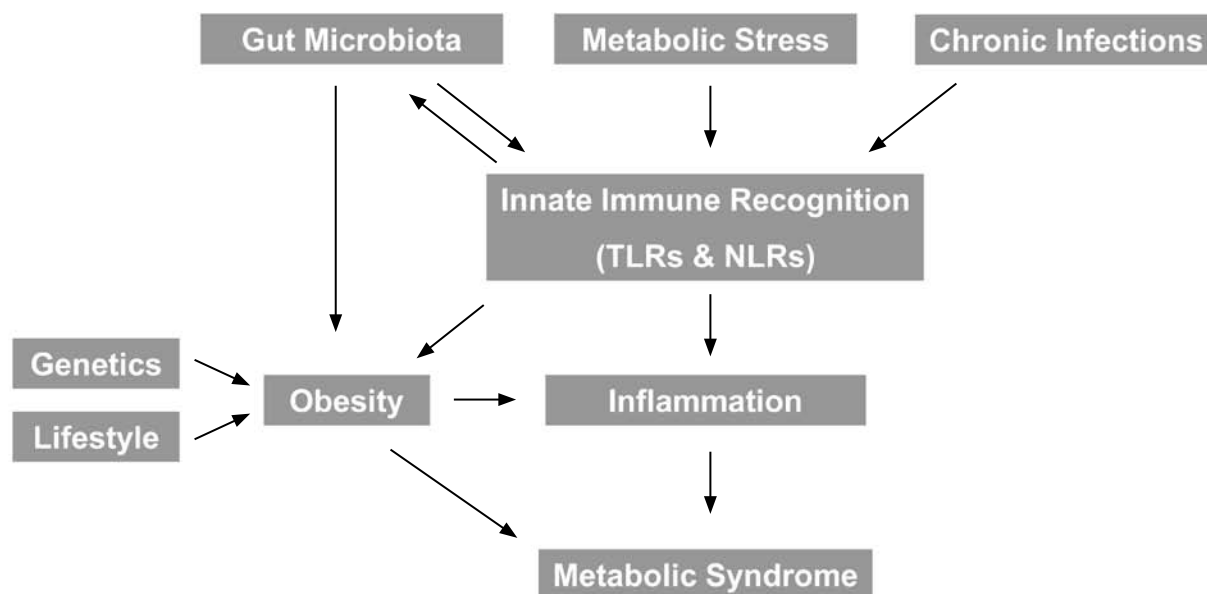 Gut Microbiota
Metabolic Stress
Chronic Infections
Innate Immune Recognition
(TLRs & NLRs)
Genetics
Lifestyle
Obesity
Inflammation
Metabolic Syndrome